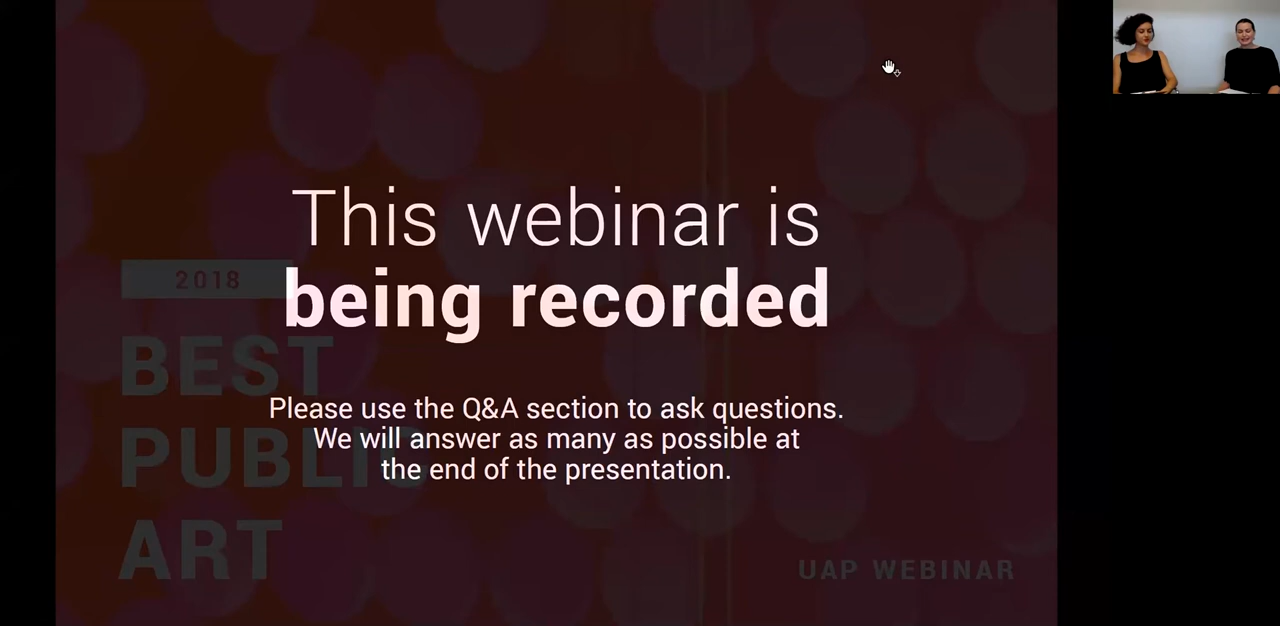 This webinar is
being recorded
Please use the Q&A section to ask questions.
We will answer as many as possible at
the end of the presentation.
2018
BEST
PUBLIC
ART
UAP WEBINAR